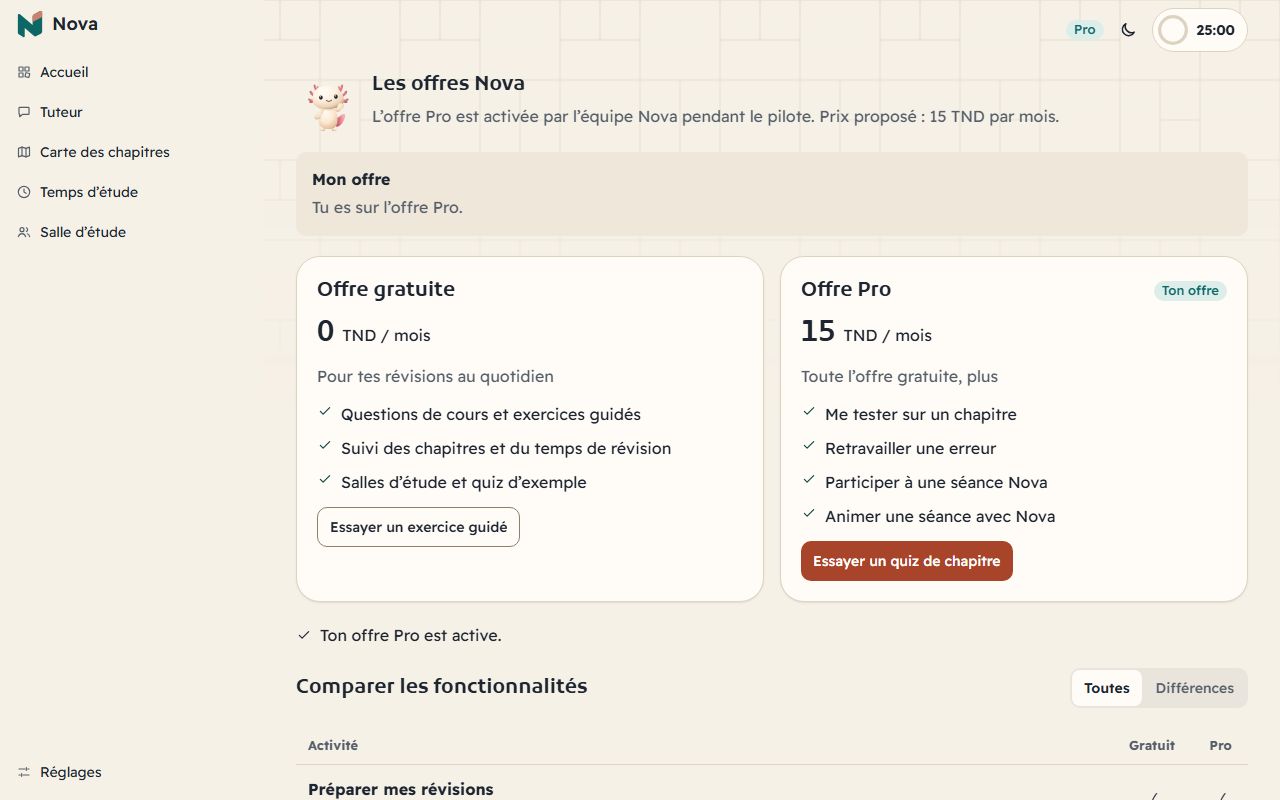 Nova
Accueil
Tuteur
Carte des chapitres
Temps d’étude
Salle d’étude
Réglages
Pro
25:00
Les offres Nova
L’offre Pro est activée par l’équipe Nova pendant le pilote. Prix proposé : 15 TND par mois.
Mon offre
Tu es sur l’offre Pro.
Offre gratuite
0 TND / mois
Pour tes révisions au quotidien
Questions de cours et exercices guidés
Suivi des chapitres et du temps de révision
Salles d’étude et quiz d’exemple
Essayer un exercice guidé
Offre Pro
Ton offre
15 TND / mois
Toute l’offre gratuite, plus
Me tester sur un chapitre
Retravailler une erreur
Participer à une séance Nova
Animer une séance avec Nova
Essayer un quiz de chapitre
Ton offre Pro est active.
Comparer les fonctionnalités
Toutes Différences
Activité Gratuit Pro
Préparer mes révisions